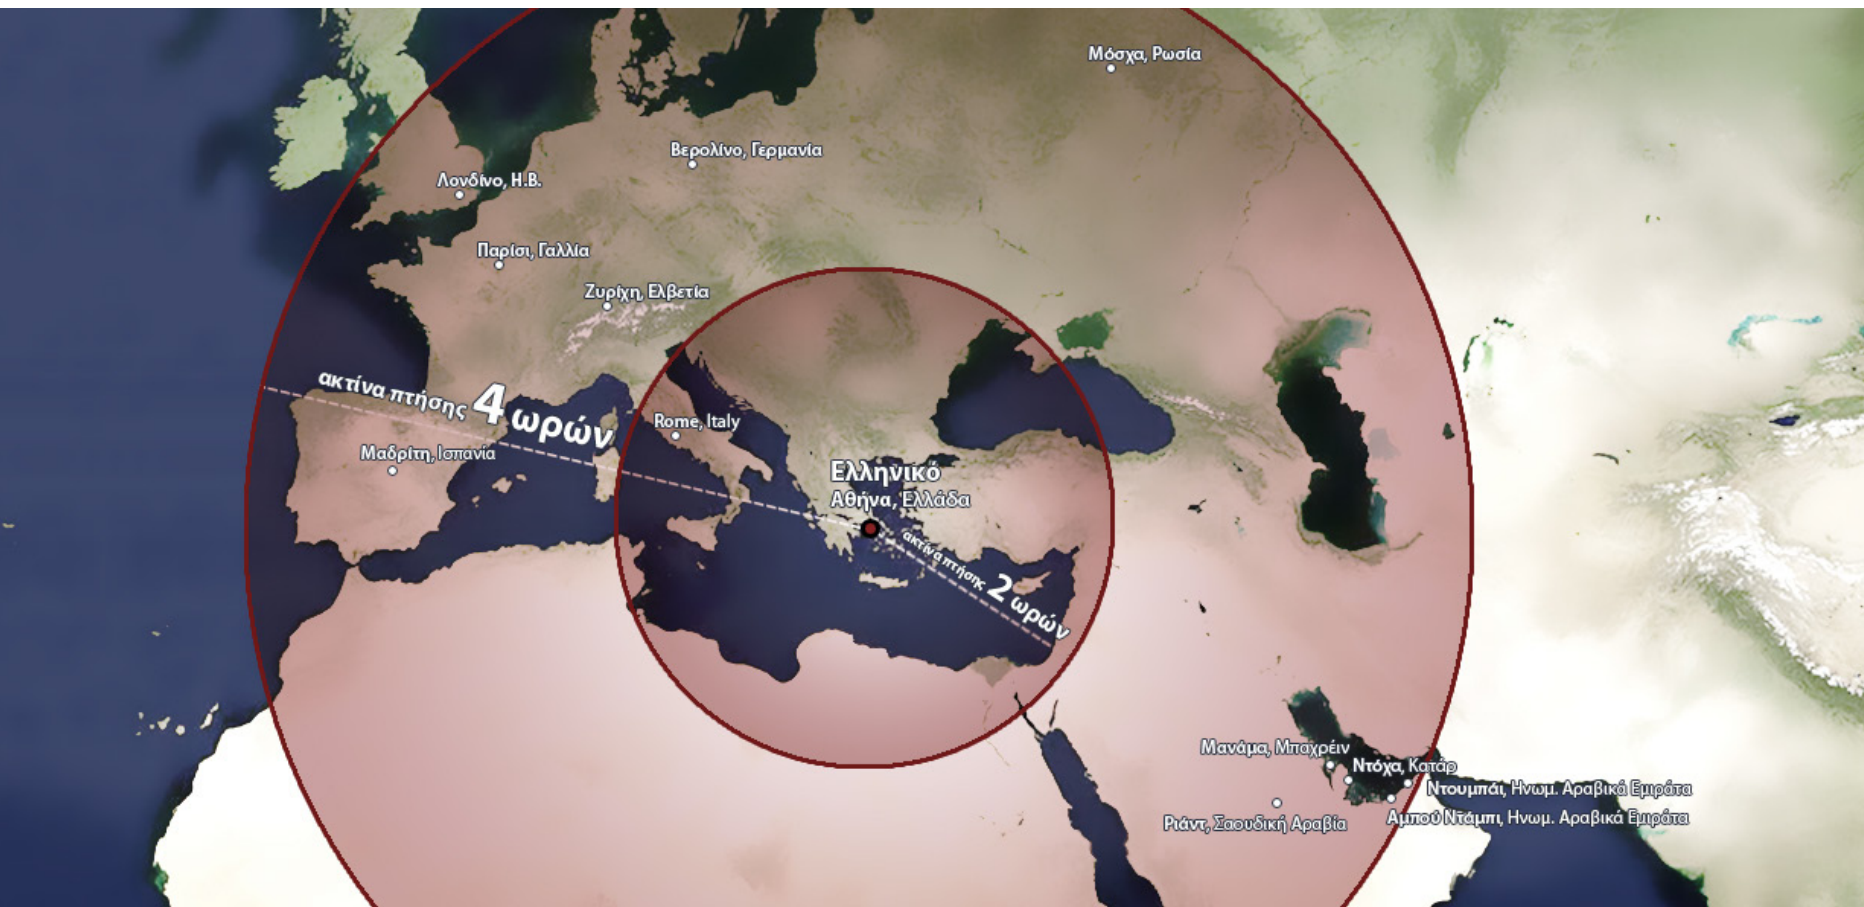 Μόσχα, Ρωσία
Βερολίνο, Γερμανία
Λονδίνο, Η.Β.
Παρίσι, Γαλλία
Ζυρίχη, Ελβετία
ακτίνα πτήσης 4 ωρών
Rome, Italy
Μαδρίτη, Ισπανία
Ελληνικό
Αθήνα, Ελλάδα
ακτίνα πτήσης 2 ωρών
Μανάμα, Μπαχρέιν
Ντόχα, Κατάρ
Ντουμπάι, Ηνωμ. Αραβικά Εμιράτα
Αμπού Ντάμπι, Ηνωμ. Αραβικά Εμιράτα
Ριάντ, Σαουδική Αραβία